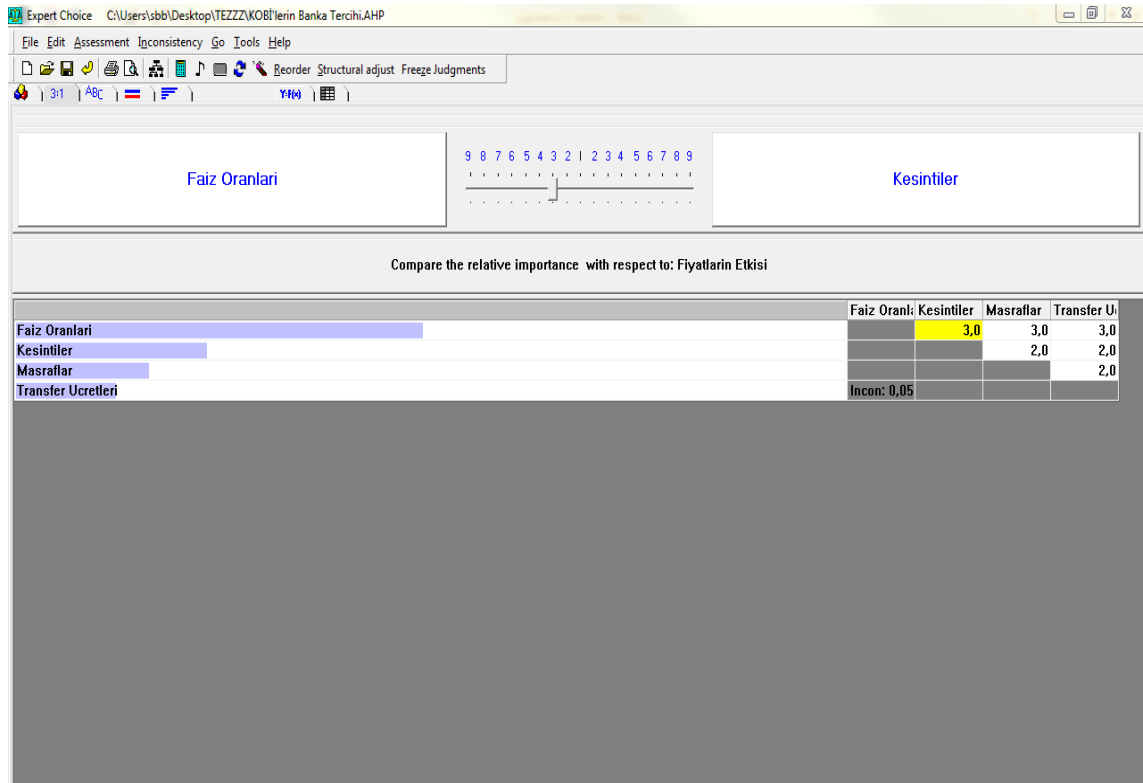 Expert Choice C:\Users\sbb\Desktop\TEZZZ\KOBİ'lerin Banka Tercihi.AHP
File Edit Assessment Inconsistency Go Tools Help
Reorder Structural adjust Freeze Judgments
3:1 ABC Y=F(x)
Faiz Oranlari
9 8 7 6 5 4 3 2 1 2 3 4 5 6 7 8 9
Kesintiler
Compare the relative importance with respect to: Fiyatlarin Etkisi
Faiz Oranla Kesintiler Masraflar Transfer U
Faiz Oranlari 3,0 3,0 3,0
Kesintiler 2,0 2,0
Masraflar 2,0
Transfer Ucretleri Incon: 0,05